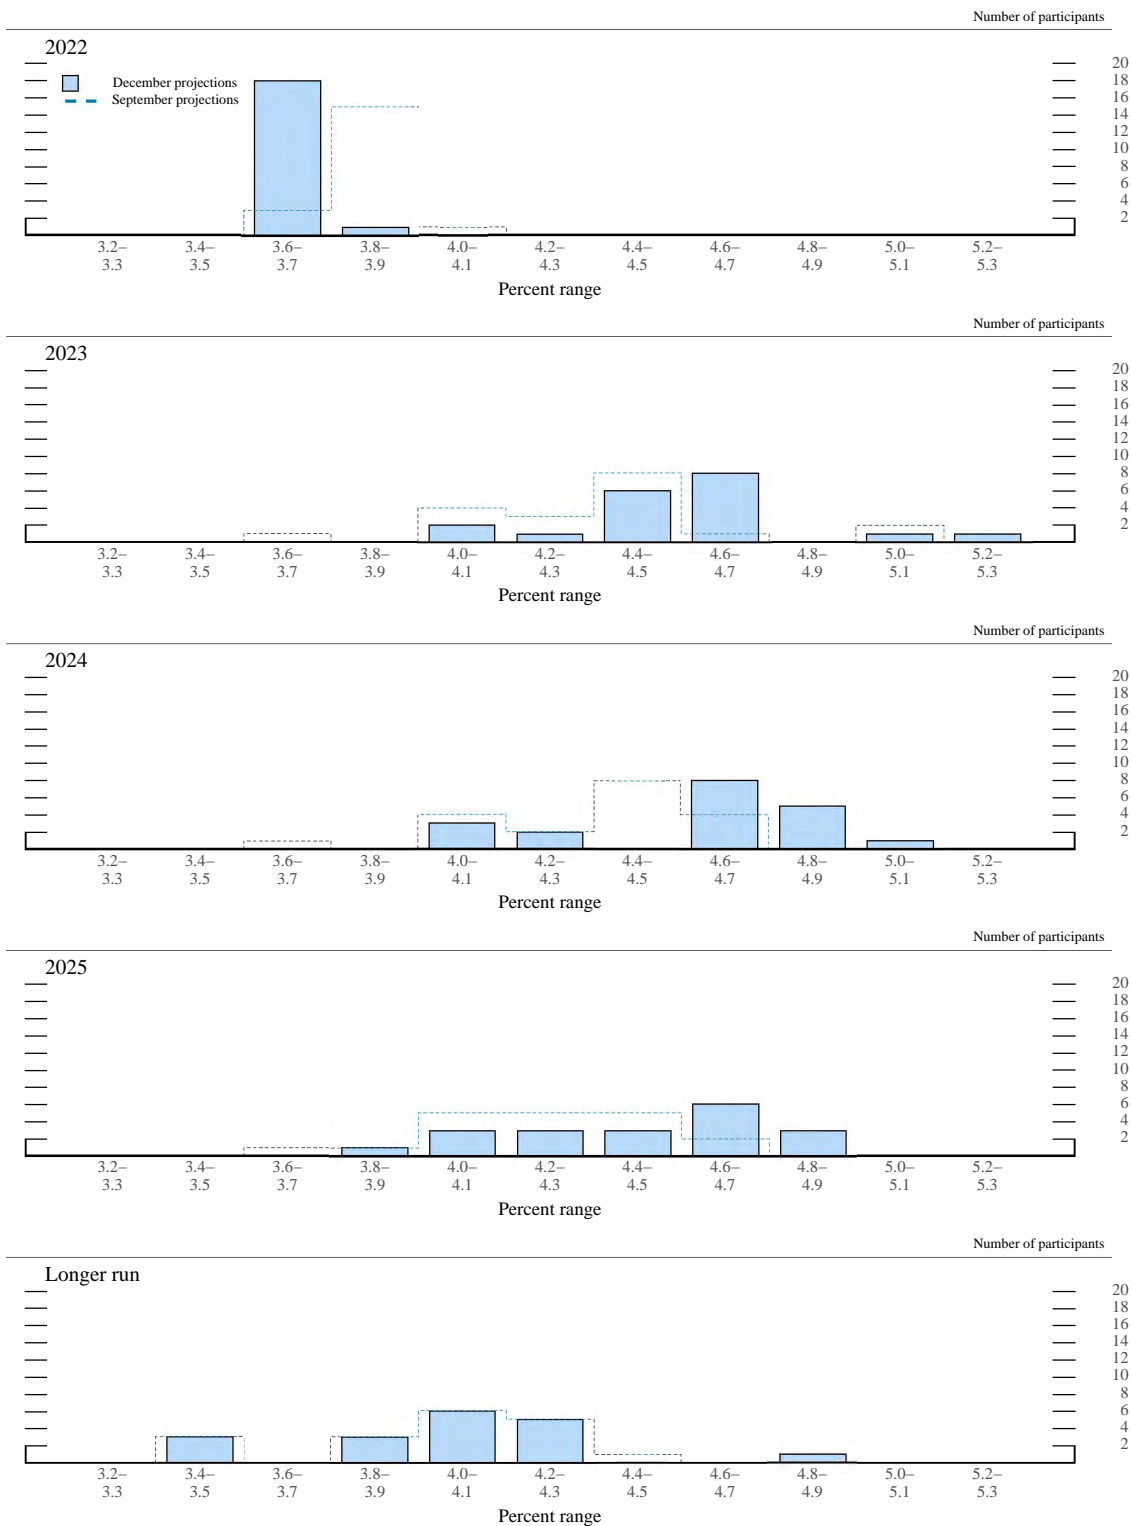 Number of participants
2022
December projections
September projections
20
18
16
14
12
10
8
6
4
2
3.2– 3.4– 3.6– 3.8– 4.0– 4.2– 4.4– 4.6– 4.8– 5.0– 5.2–
3.3 3.5 3.7 3.9 4.1 4.3 4.5 4.7 4.9 5.1 5.3
Percent range
Number of participants
2023
20
18
16
14
12
10
8
6
4
2
3.2– 3.4– 3.6– 3.8– 4.0– 4.2– 4.4– 4.6– 4.8– 5.0– 5.2–
3.3 3.5 3.7 3.9 4.1 4.3 4.5 4.7 4.9 5.1 5.3
Percent range
Number of participants
2024
20
18
16
14
12
10
8
6
4
2
3.2– 3.4– 3.6– 3.8– 4.0– 4.2– 4.4– 4.6– 4.8– 5.0– 5.2–
3.3 3.5 3.7 3.9 4.1 4.3 4.5 4.7 4.9 5.1 5.3
Percent range
Number of participants
2025
20
18
16
14
12
10
8
6
4
2
3.2– 3.4– 3.6– 3.8– 4.0– 4.2– 4.4– 4.6– 4.8– 5.0– 5.2–
3.3 3.5 3.7 3.9 4.1 4.3 4.5 4.7 4.9 5.1 5.3
Percent range
Number of participants
Longer run
20
18
16
14
12
10
8
6
4
2
3.2– 3.4– 3.6– 3.8– 4.0– 4.2– 4.4– 4.6– 4.8– 5.0– 5.2–
3.3 3.5 3.7 3.9 4.1 4.3 4.5 4.7 4.9 5.1 5.3
Percent range